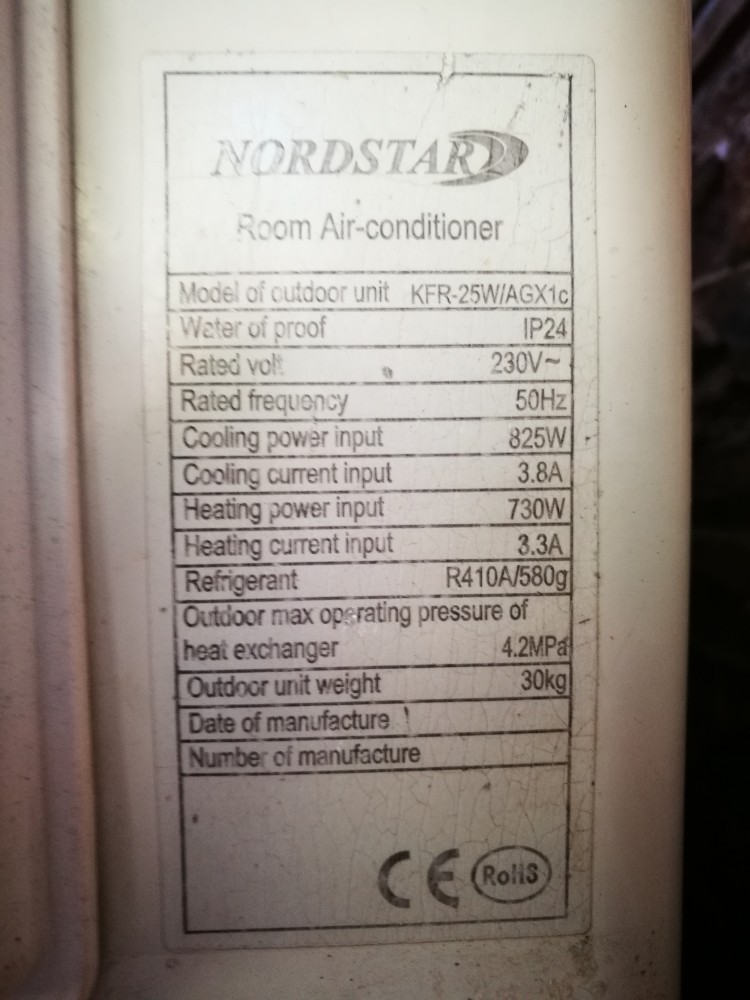 NORDSTAR
Room Air-conditioner
Model of outdoor unit KFR-25W/AGX1c
Water of proof IP24
Rated volt 230V~
Rated frequency 50Hz
Cooling power input 825W
Cooling current input 3.8A
Heating power input 730W
Heating current input 3.3A
Refrigerant R410A/580g
Outdoor max operating pressure of
heat exchanger 4.2MPa
Outdoor unit weight 30kg
Date of manufacture
Number of manufacture
CE RoHS